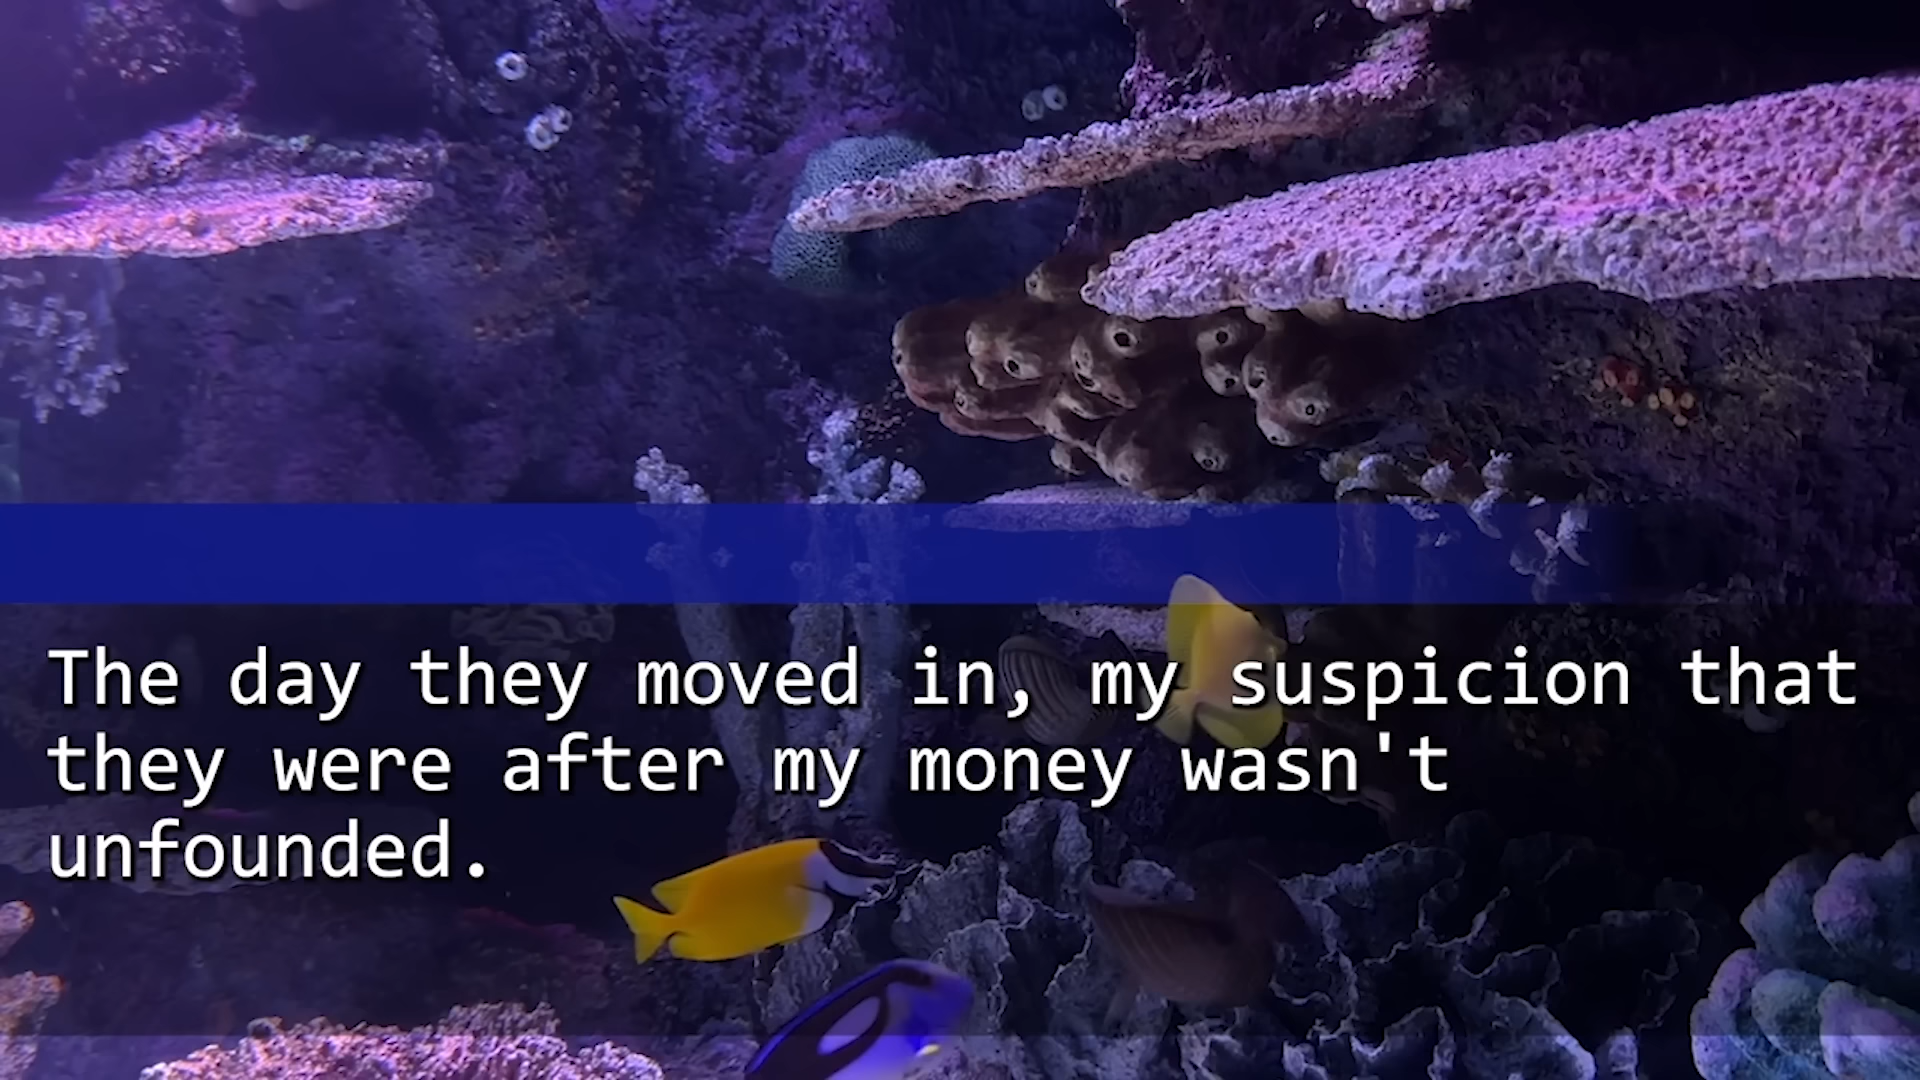 The day they moved in, my suspicion that
they were after my money wasn't
unfounded.